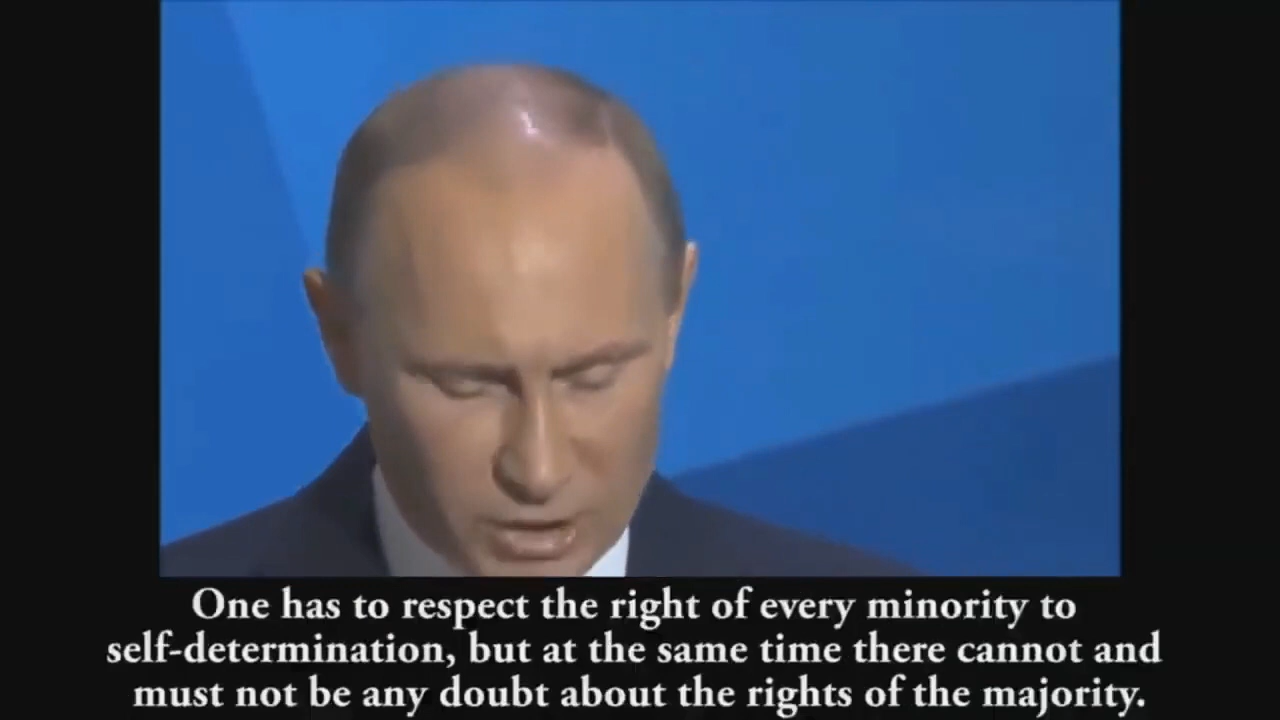 One has to respect the right of every minority to
self-determination, but at the same time there cannot and
must not be any doubt about the rights of the majority.